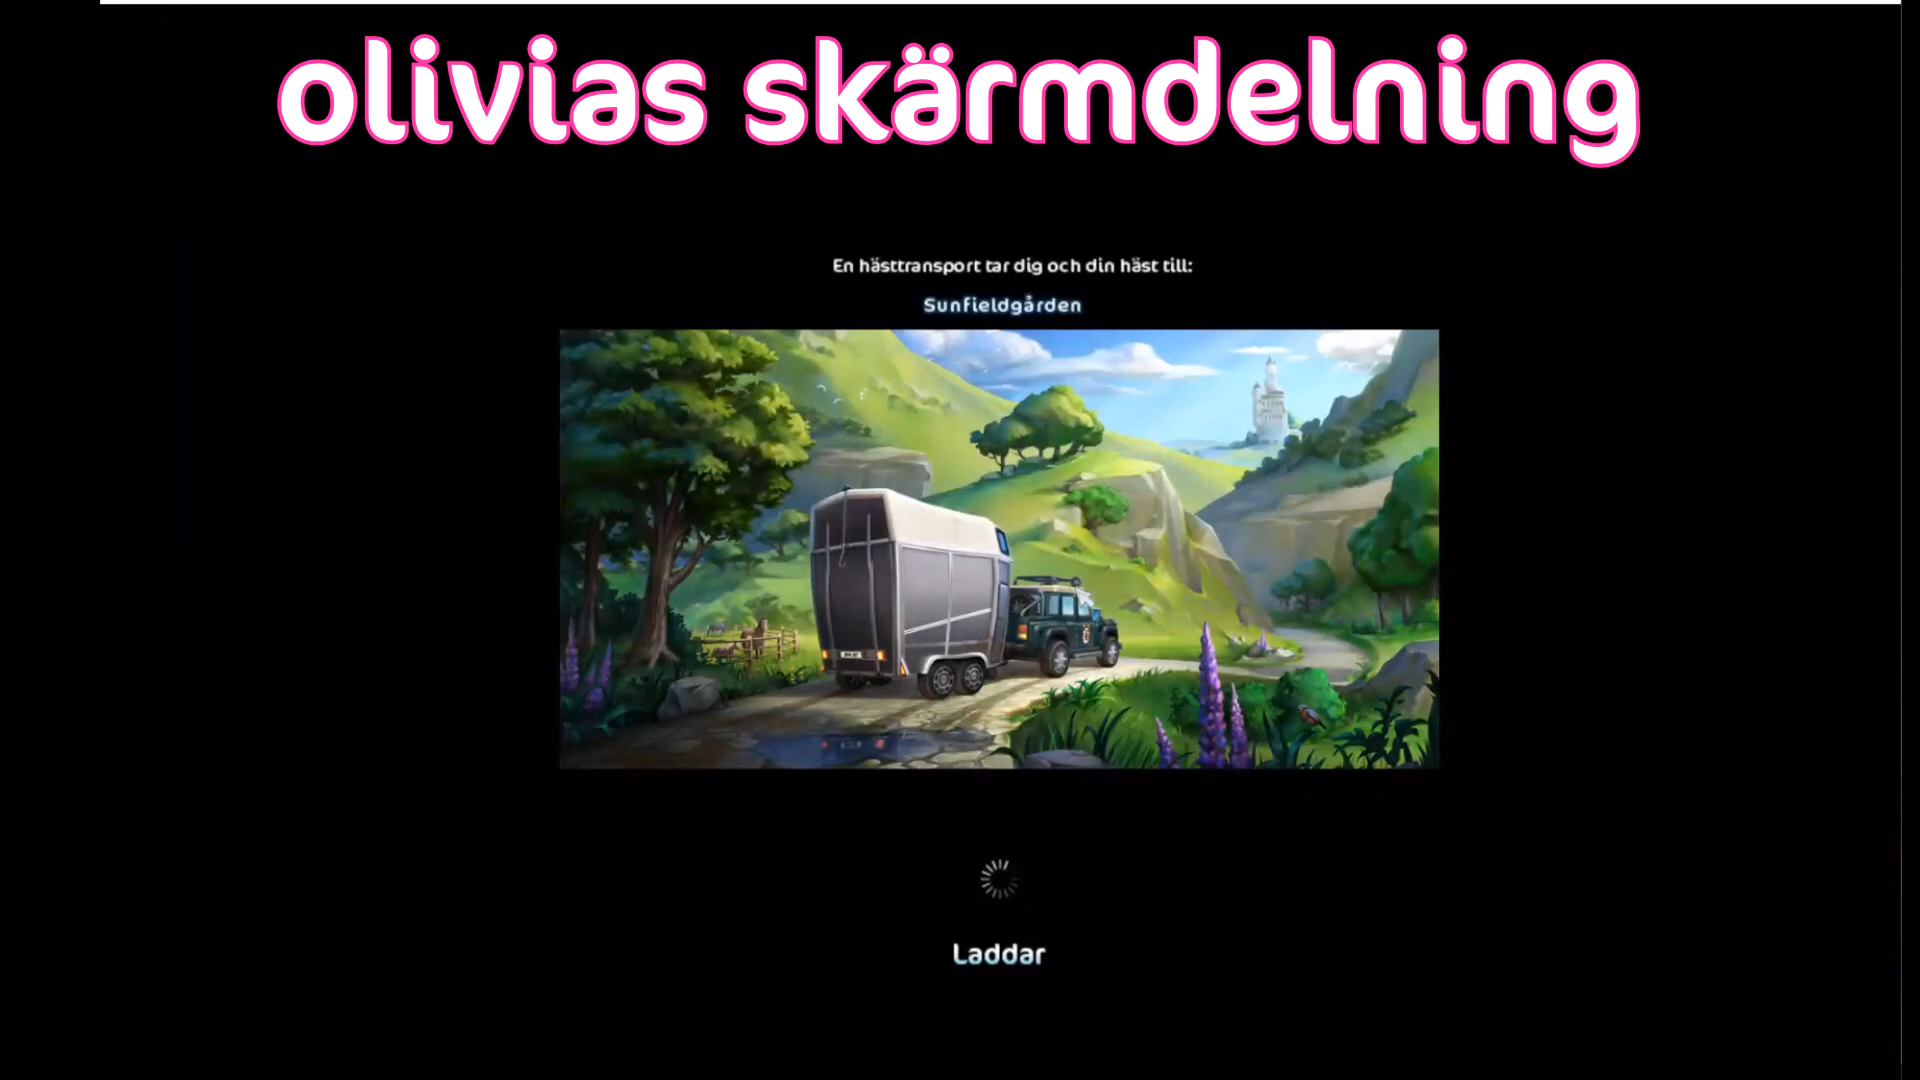 olivias skärmdelning
En hästtransport tar dig och din häst till:
Sunfieldgården
Laddar